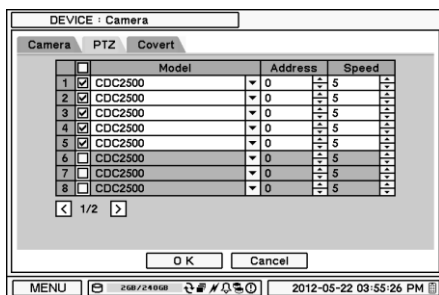 DEVICE : Camera
Camera PTZ Covert
Model Address Speed
1 CDC2500 0 5
2 CDC2500 0 5
3 CDC2500 0 5
4 CDC2500 0 5
5 CDC2500 0 5
6 CDC2500 0 5
7 CDC2500 0 5
8 CDC2500 0 5
< 1/2 >
OK Cancel
MENU 2GB/240GB 2012-05-22 03:55:26 PM